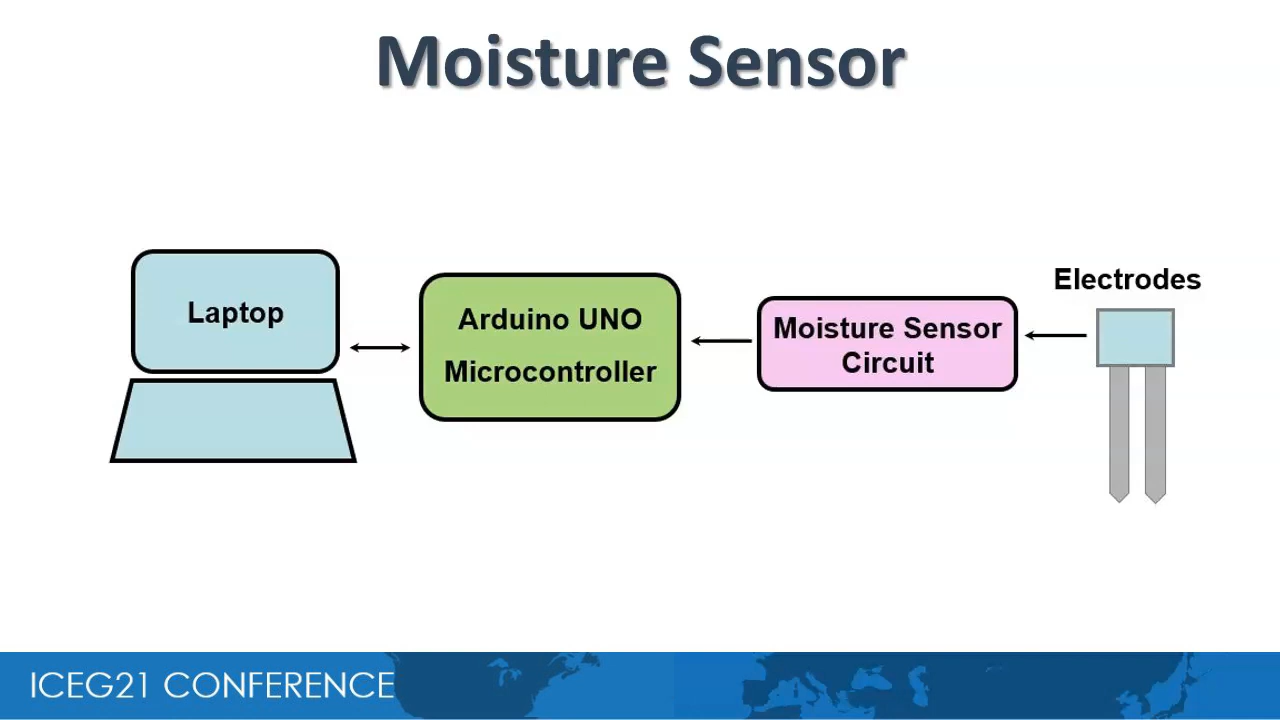 Moisture Sensor
Laptop
Arduino UNO
Microcontroller
Moisture Sensor
Circuit
Electrodes
ICEG21 CONFERENCE